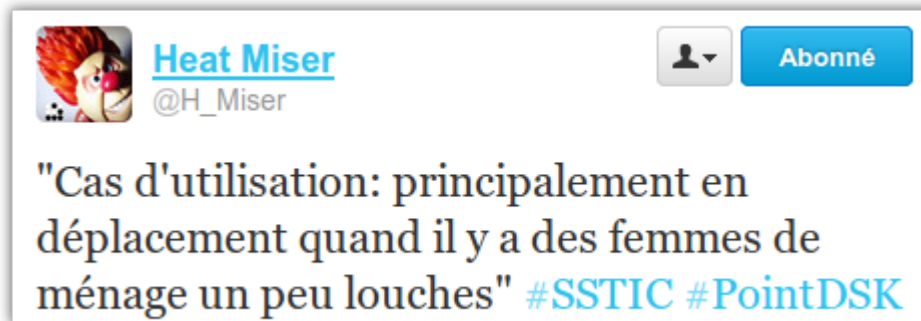 Heat Miser
@H_Miser
Abonné
"Cas d'utilisation: principalement en
déplacement quand il y a des femmes de
ménage un peu louches" #SSTIC #PointDSK